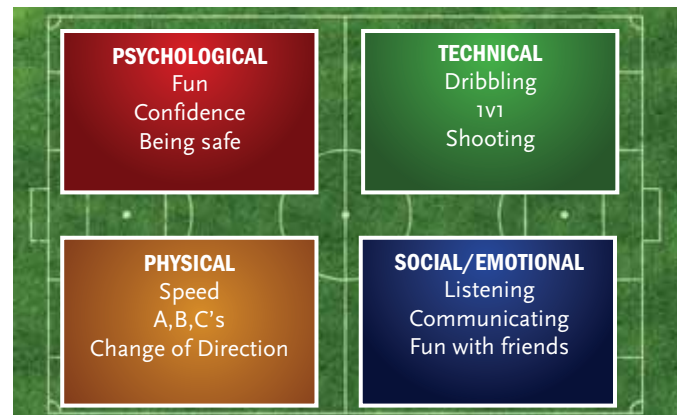 PSYCHOLOGICAL
Fun
Confidence
Being safe
TECHNICAL
Dribbling
1v1
Shooting
PHYSICAL
Speed
A,B,C's
Change of Direction
SOCIAL/EMOTIONAL
Listening
Communicating
Fun with friends